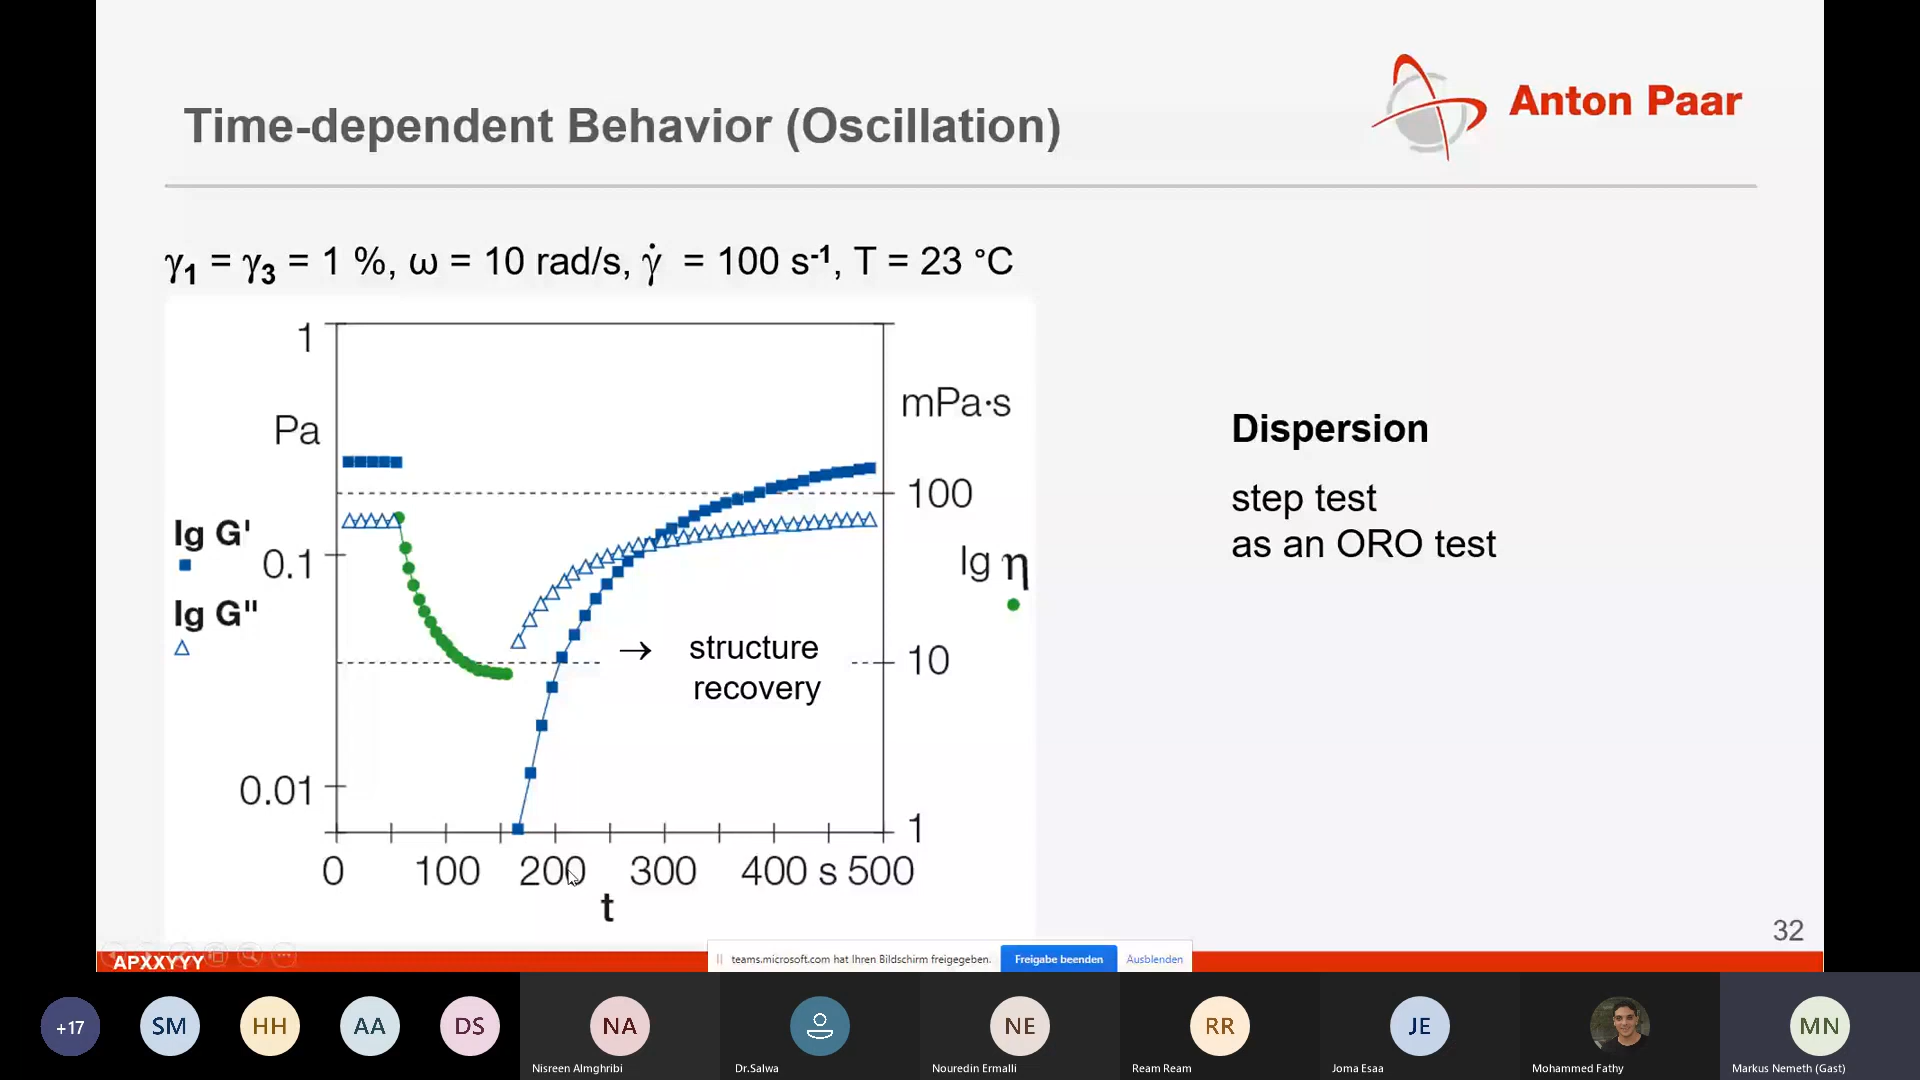 Anton Paar
Time-dependent Behavior (Oscillation)
γ1 = γ3 = 1 %, ω = 10 rad/s, γ̇ = 100 s-1, T = 23 °C
1
Pa
mPa·s
100
lg G'
0.1
lg η
lg G"
→ structure
recovery
10
0.01
1
0 100 200 300 400 s 500
t
Dispersion
step test
as an ORO test
32
APXXYYY
teams.microsoft.com hat Ihren Bildschirm freigegeben. Freigabe beenden Ausblenden
+17 SM HH AA DS NA NE RR JE MN
Nisreen Almghribi Dr.Salwa Nouredin Ermalli Ream Ream Joma Esaa Mohammed Fathy Markus Nemeth (Gast)